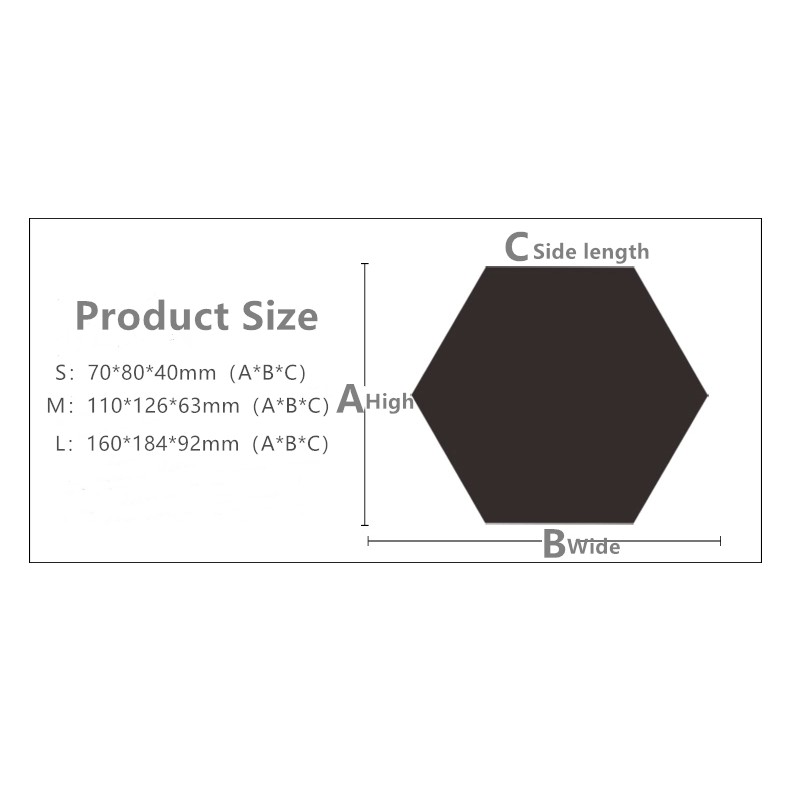 C Side length
Product Size
S: 70*80*40mm (A*B*C)
M: 110*126*63mm (A*B*C)
A High
L: 160*184*92mm (A*B*C)
B Wide